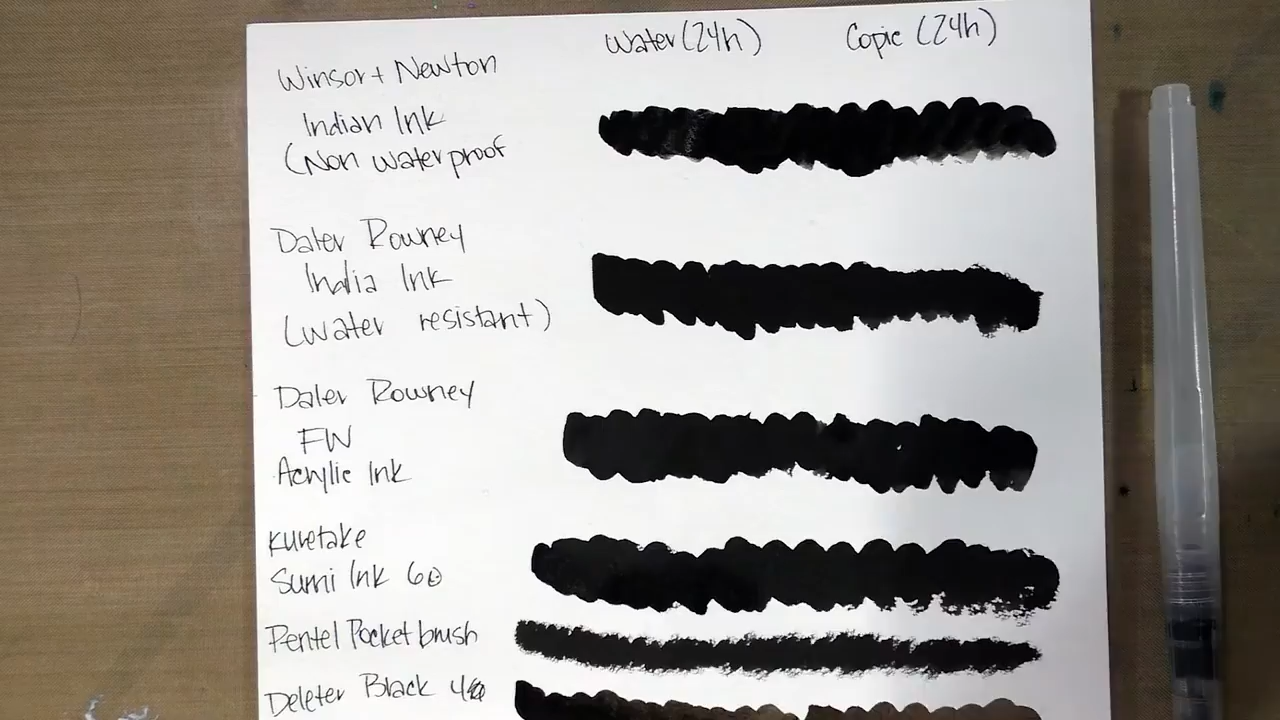 Water (24h) Copic (24h)
Winsor + Newton
Indian Ink
(Non waterproof
Daler Rowney
India Ink
(water resistant)
Daler Rowney
FW
Acrylic Ink
Kuretake
Sumi Ink 60
Pentel Pocket brush
Deleter Black 4